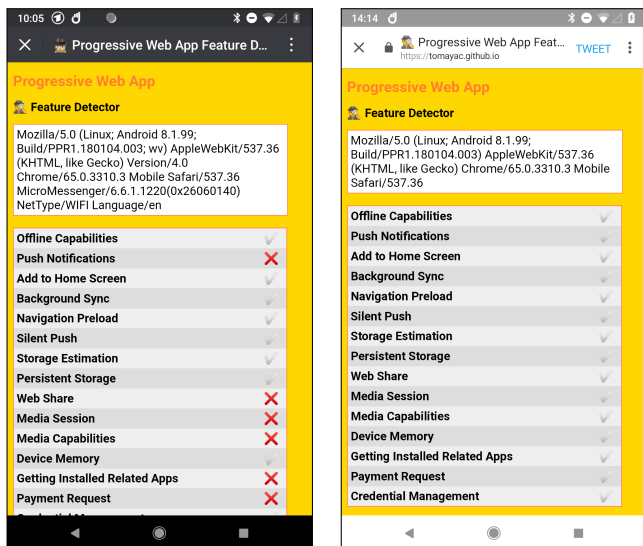 10:05
Progressive Web App Feature D...
Progressive Web App
Feature Detector
Mozilla/5.0 (Linux; Android 8.1.99;
Build/PPR1.180104.003; wv) AppleWebKit/537.36
(KHTML, like Gecko) Version/4.0
Chrome/65.0.3310.3 Mobile Safari/537.36
MicroMessenger/6.6.1.1220(0x26060140)
NetType/WIFI Language/en
Offline Capabilities
Push Notifications
Add to Home Screen
Background Sync
Navigation Preload
Silent Push
Storage Estimation
Persistent Storage
Web Share
Media Session
Media Capabilities
Device Memory
Getting Installed Related Apps
Payment Request
14:14
Progressive Web App Feat...
https://tomayac.github.io
TWEET
Progressive Web App
Feature Detector
Mozilla/5.0 (Linux; Android 8.1.99;
Build/PPR1.180104.003) AppleWebKit/537.36
(KHTML, like Gecko) Chrome/65.0.3310.3 Mobile
Safari/537.36
Offline Capabilities
Push Notifications
Add to Home Screen
Background Sync
Navigation Preload
Silent Push
Storage Estimation
Persistent Storage
Web Share
Media Session
Media Capabilities
Device Memory
Getting Installed Related Apps
Payment Request
Credential Management